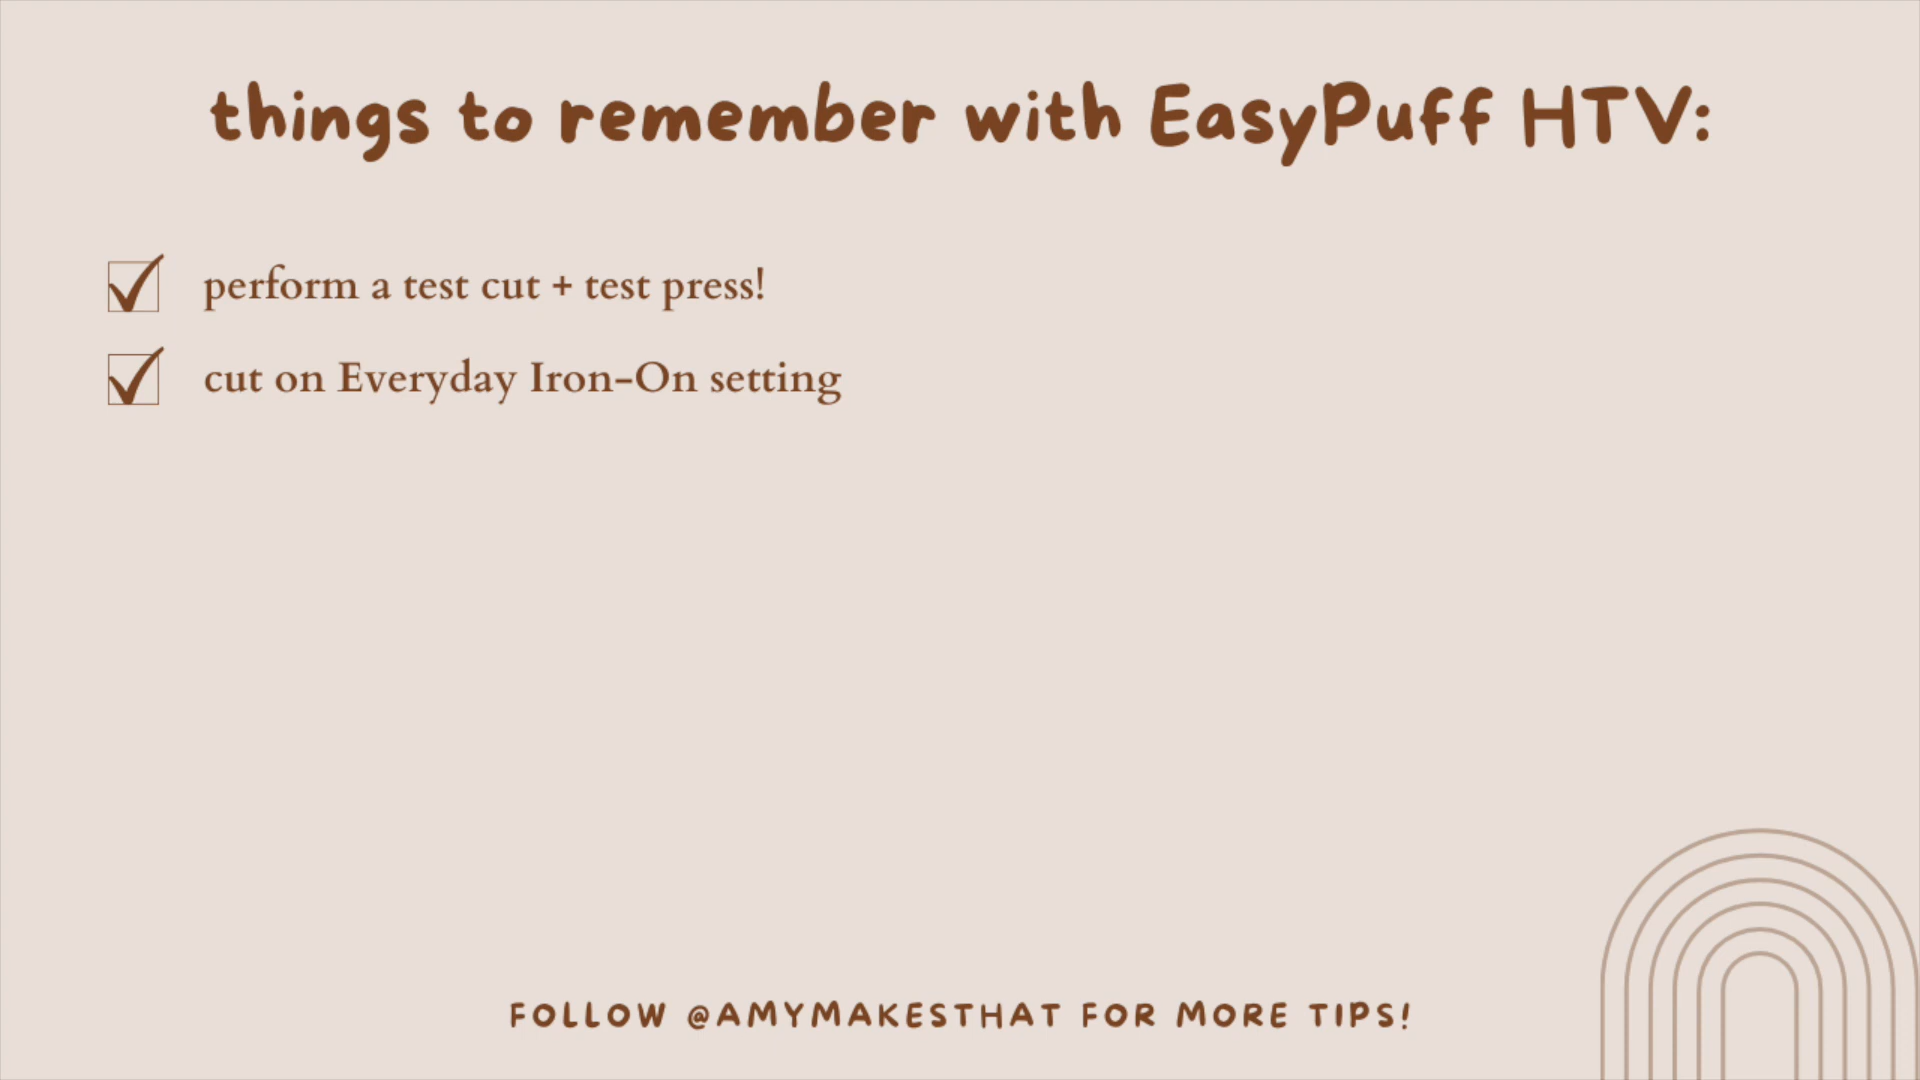 things to remember with EasyPuff HTV:
perform a test cut + test press!
cut on Everyday Iron-On setting
FOLLOW @AMYMAKESTHAT FOR MORE TIPS!